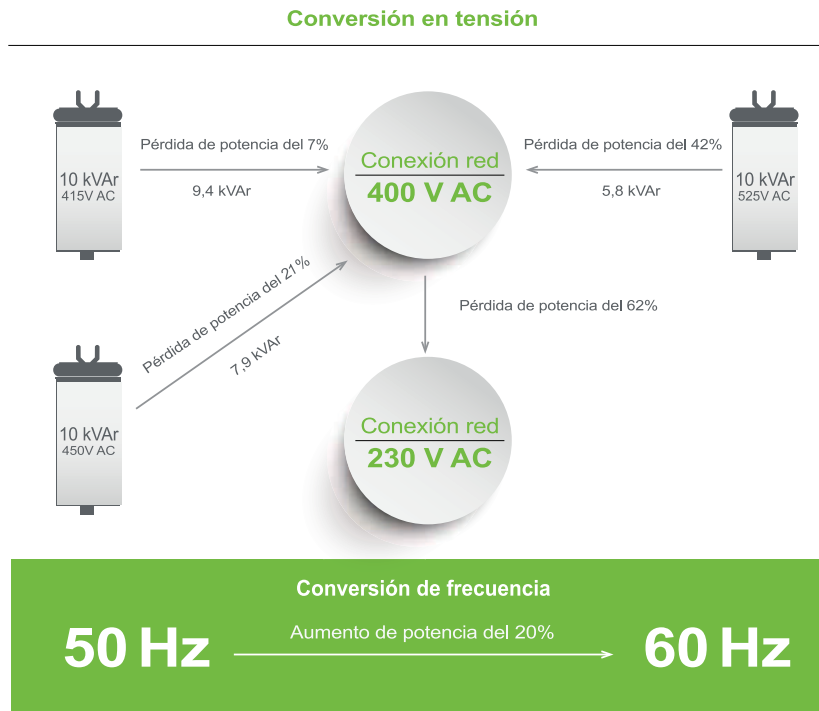 Conversión en tensión
10 kVAr
415V AC
Pérdida de potencia del 7%
9,4 kVAr
Conexión red
400 V AC
Pérdida de potencia del 42%
5,8 kVAr
10 kVAr
525V AC
Pérdida de potencia del 21%
7,9 kVAr
Pérdida de potencia del 62%
10 kVAr
450V AC
Conexión red
230 V AC
Conversión de frecuencia
50 Hz
Aumento de potencia del 20%
60 Hz